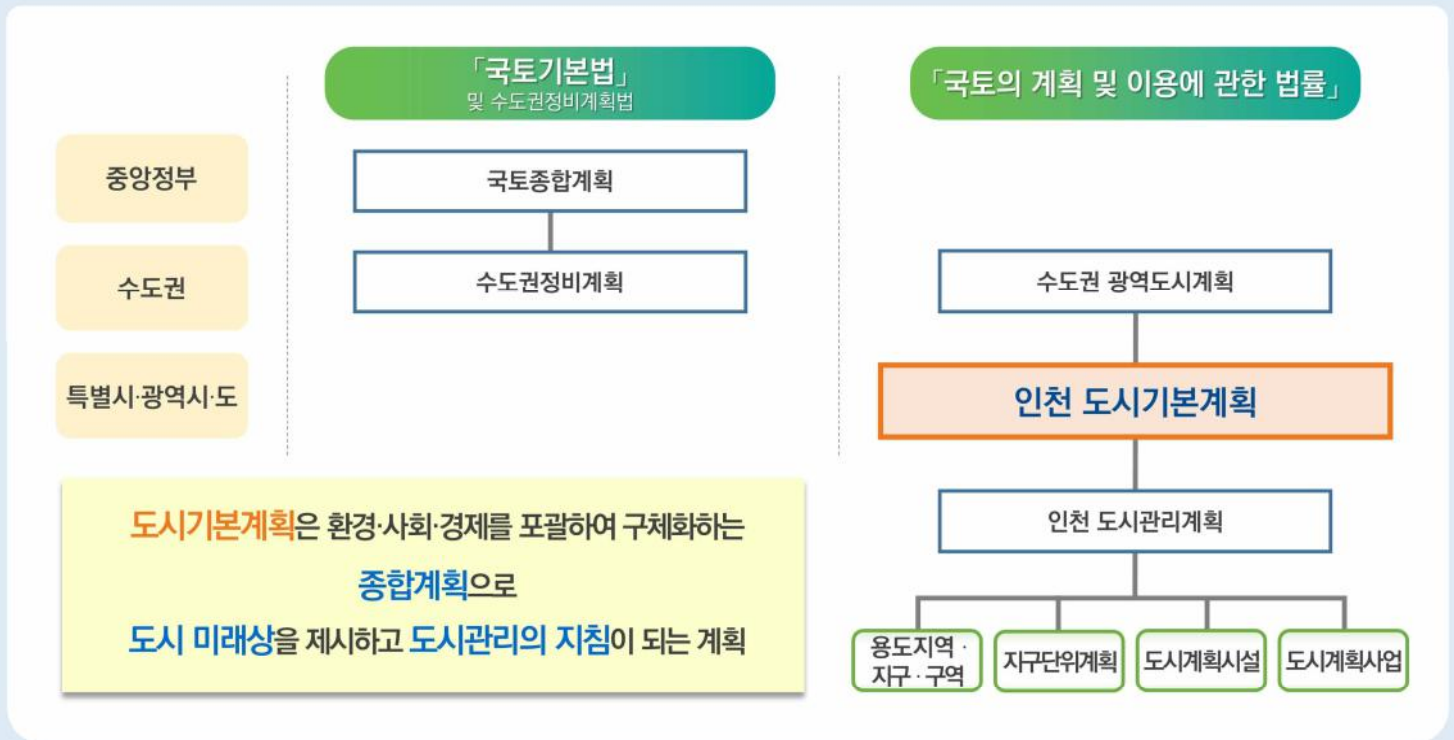 「국토기본법」
및 수도권정비계획법
「국토의 계획 및 이용에 관한 법률」
중앙정부
국토종합계획
수도권
수도권정비계획
수도권 광역도시계획
특별시·광역시·도
인천 도시기본계획
인천 도시관리계획
용도지역 ·
지구 · 구역
지구단위계획
도시계획시설
도시계획사업
도시기본계획은 환경·사회·경제를 포괄하여 구체화하는
종합계획으로
도시 미래상을 제시하고 도시관리의 지침이 되는 계획